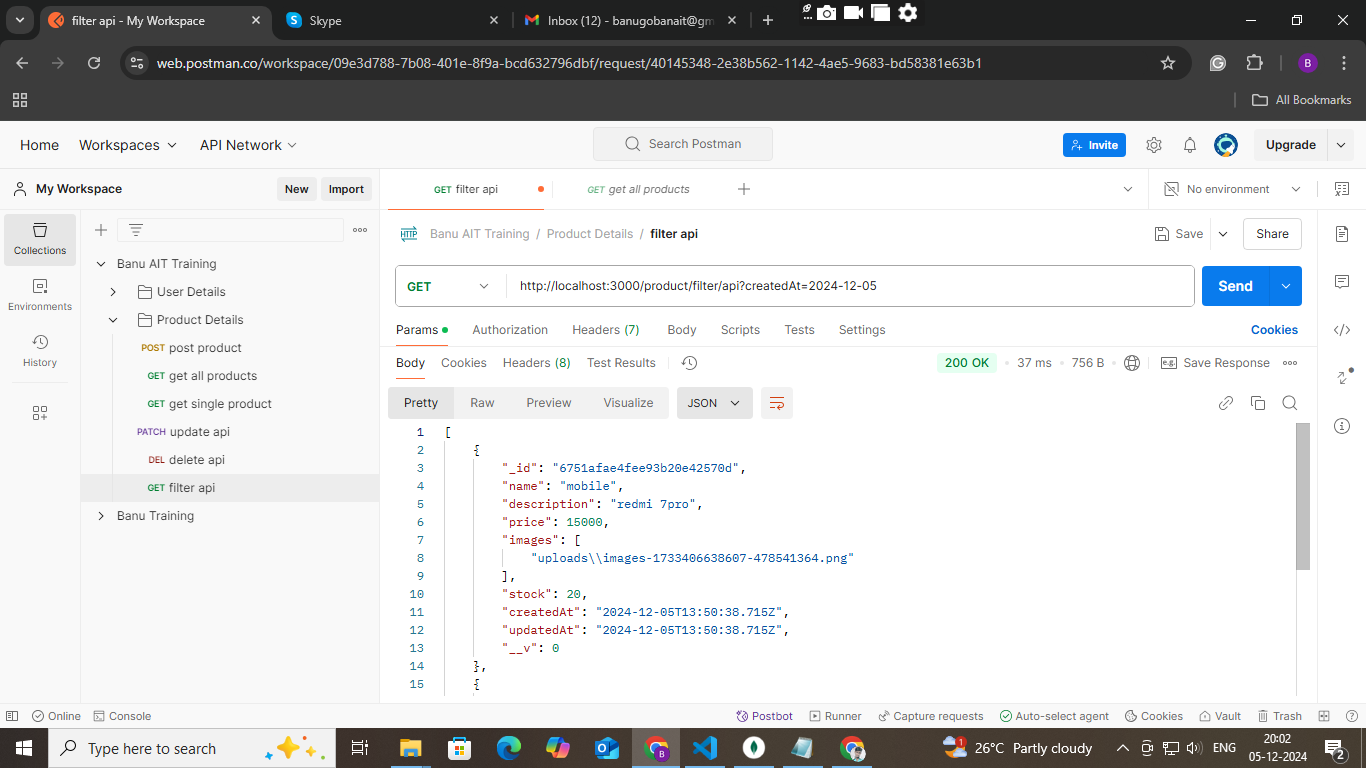 filter api - My Workspace
Skype
Inbox (12) - banugobanait@gm
web.postman.co/workspace/09e3d788-7b08-401e-8f9a-bcd632796dbf/request/40145348-2e38b562-1142-4ae5-9683-bd58381e63b1
B
All Bookmarks
Home Workspaces API Network
Search Postman
Invite
Upgrade
My Workspace
New Import
GET filter api
GET get all products
No environment
Collections
Environments
History
Banu AIT Training
User Details
Product Details
POST post product
GET get all products
GET get single product
PATCH update api
DEL delete api
GET filter api
Banu Training
HTTP Banu AIT Training / Product Details / filter api
Save
Share
GET http://localhost:3000/product/filter/api?createdAt=2024-12-05
Send
Params Authorization Headers (7) Body Scripts Tests Settings
Cookies
Body Cookies Headers (8) Test Results
200 OK 37 ms 756 B
e.g. Save Response
Pretty Raw Preview Visualize JSON
1 [
2 {
3 "_id": "6751afae4fee93b20e42570d",
4 "name": "mobile",
5 "description": "redmi 7pro",
6 "price": 15000,
7 "images": [
8 "uploads\\images-1733406638607-478541364.png"
9 ],
10 "stock": 20,
11 "createdAt": "2024-12-05T13:50:38.715Z",
12 "updatedAt": "2024-12-05T13:50:38.715Z",
13 "__v": 0
14 },
15 {
Online Console
Postbot Runner Capture requests Auto-select agent Cookies Vault Trash
Type here to search
B
26°C Partly cloudy
ENG
20:02
05-12-2024
2